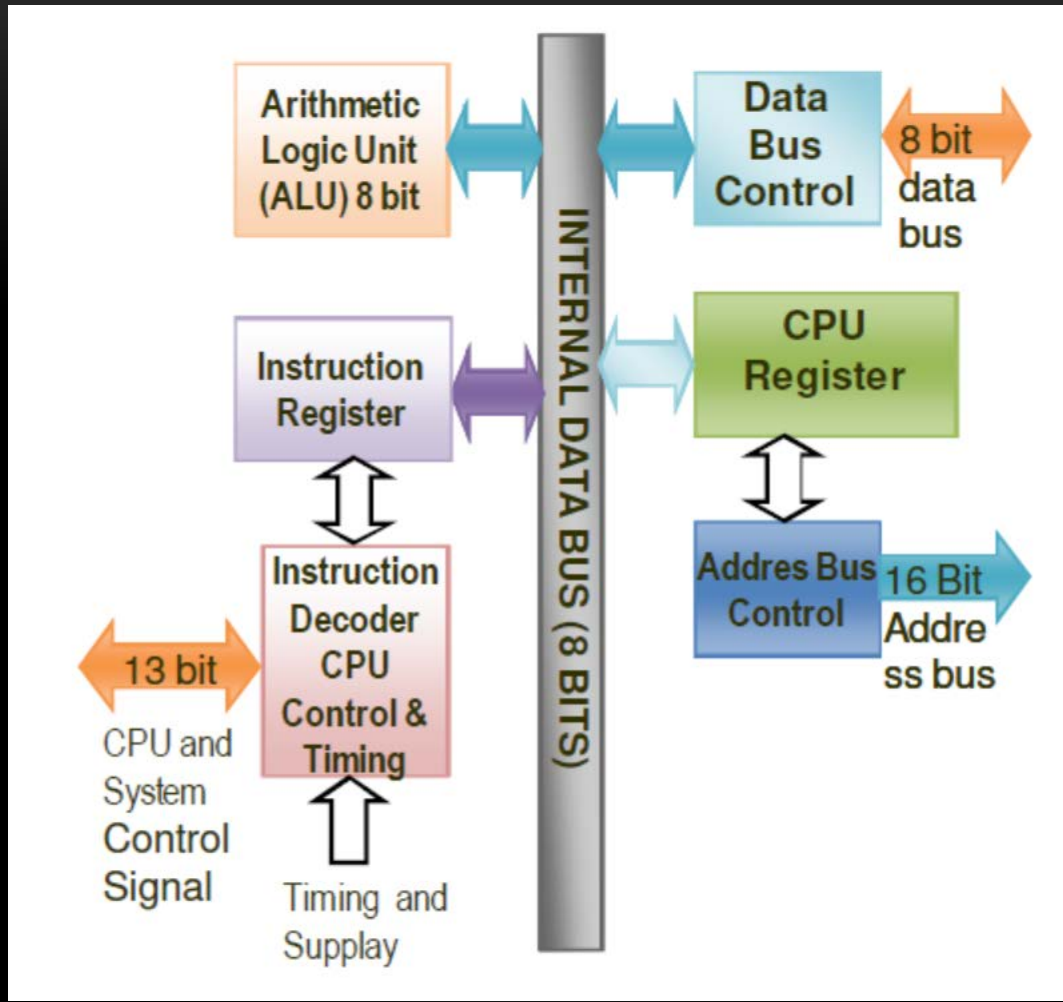 Arithmetic
Logic Unit
(ALU) 8 bit
Data
Bus
Control
8 bit
data
bus
INTERNAL DATA BUS (8 BITS)
Instruction
Register
CPU
Register
Instruction
Decoder
CPU
Control &
Timing
Addres Bus
Control
16 Bit
Addre
ss bus
13 bit
CPU and
System
Control
Signal
Timing and
Supplay